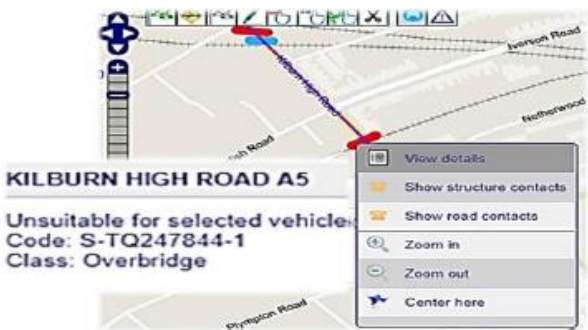 Iverson Road
Kilburn High Road
Netherwood
sh Road
View details
KILBURN HIGH ROAD A5
Show structure contacts
Unsuitable for selected vehicle
Show road contacts
Code: S-TQ247844-1
Class: Overbridge
Zoom in
Zoom out
Center here
Plympton Road